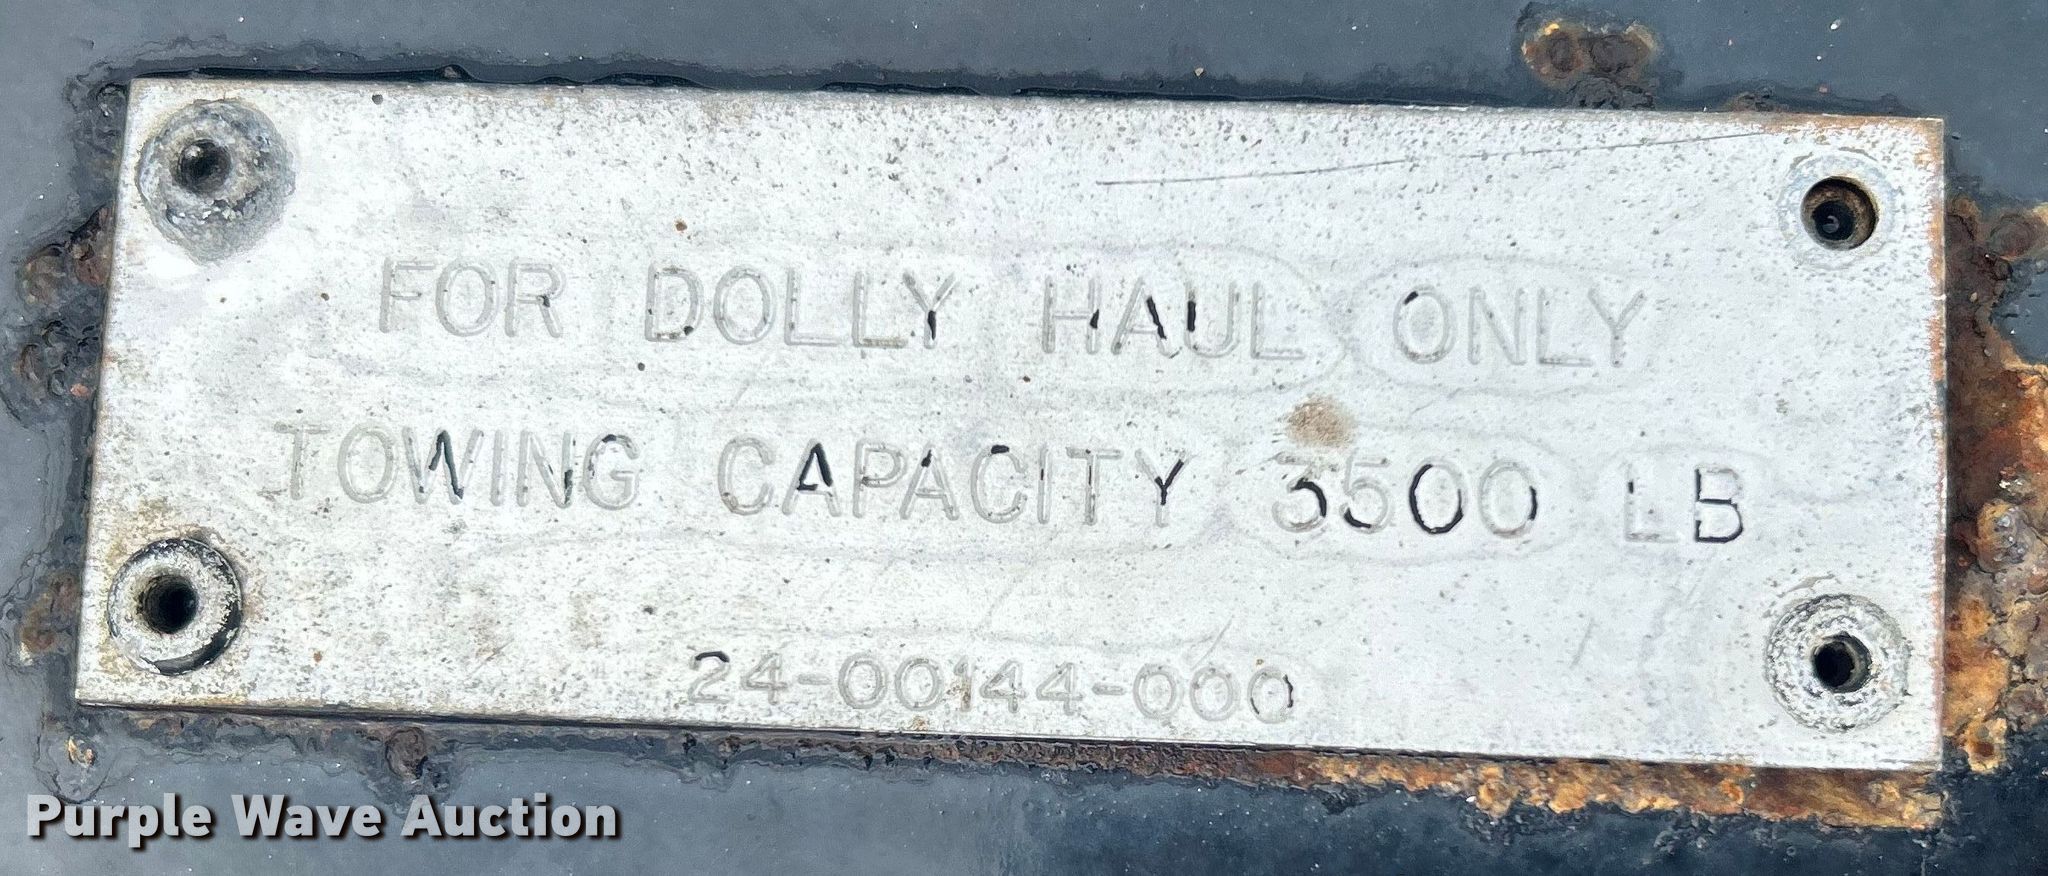 FOR DOLLY HAUL ONLY
TOWING CAPACITY 3500 LB
24-00144-000
Purple Wave Auction